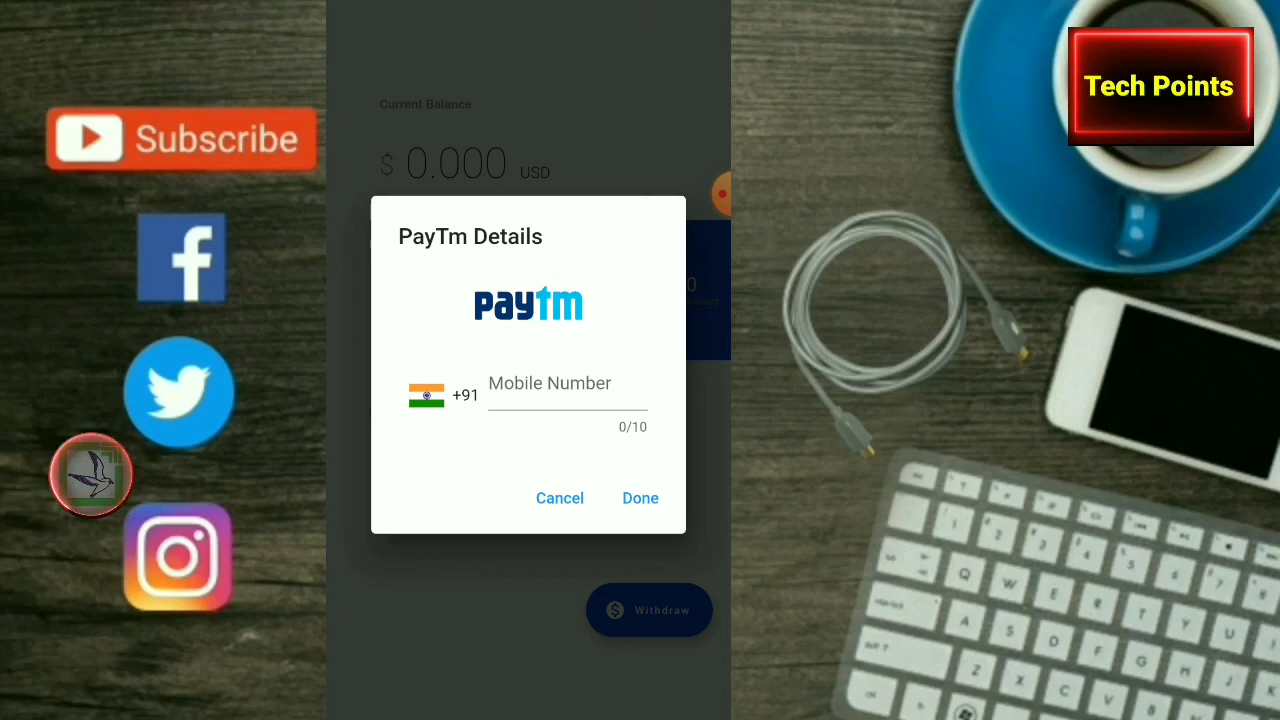 Tech Points
Subscribe
Current Balance
$ 0.000 USD
PayTm Details
paytm
+91 Mobile Number
0/10
Cancel Done
Withdraw
0
Q W E R T Y U
A S D F G H J
Z X C V B